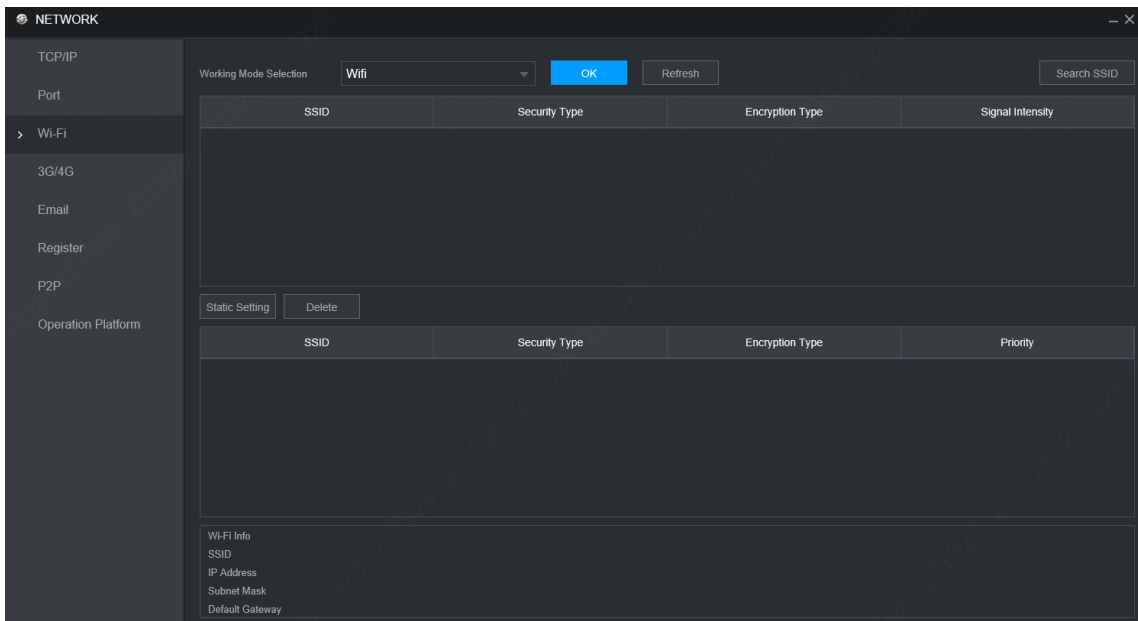 NETWORK
TCP/IP
Port
Wi-Fi
3G/4G
Email
Register
P2P
Operation Platform
Working Mode Selection Wifi OK Refresh Search SSID
SSID Security Type Encryption Type Signal Intensity
Static Setting Delete
SSID Security Type Encryption Type Priority
Wi-Fi Info
SSID
IP Address
Subnet Mask
Default Gateway